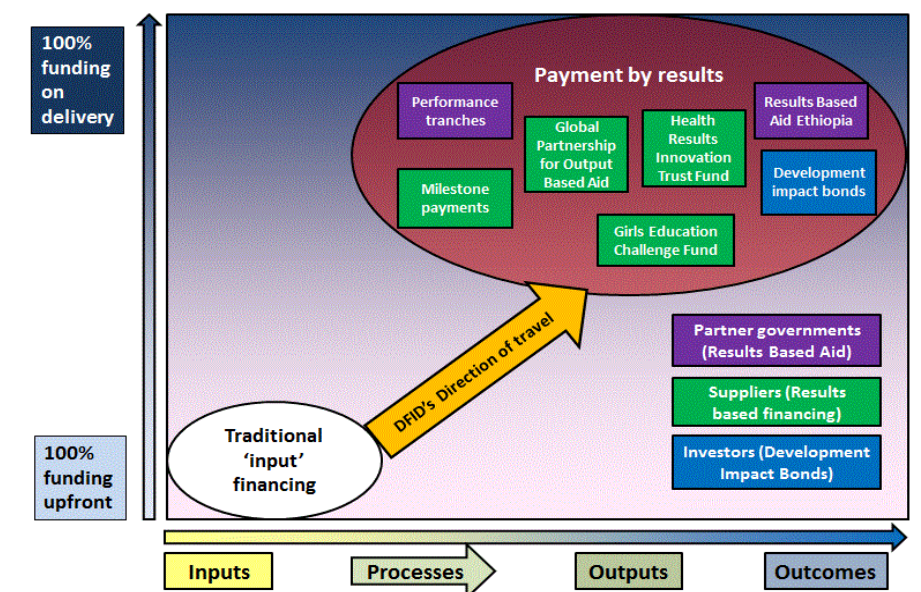 100%
funding
on
delivery
Payment by results
Performance
tranches
Global
Partnership
for Output
Based Aid
Health
Results
Innovation
Trust Fund
Results Based
Aid Ethiopia
Milestone
payments
Development
impact bonds
Girls Education
Challenge Fund
DFID's Direction of travel
Partner governments
(Results Based Aid)
Suppliers (Results
based financing)
Investors (Development
Impact Bonds)
Traditional
‘input’
financing
100%
funding
upfront
Inputs
Processes
Outputs
Outcomes